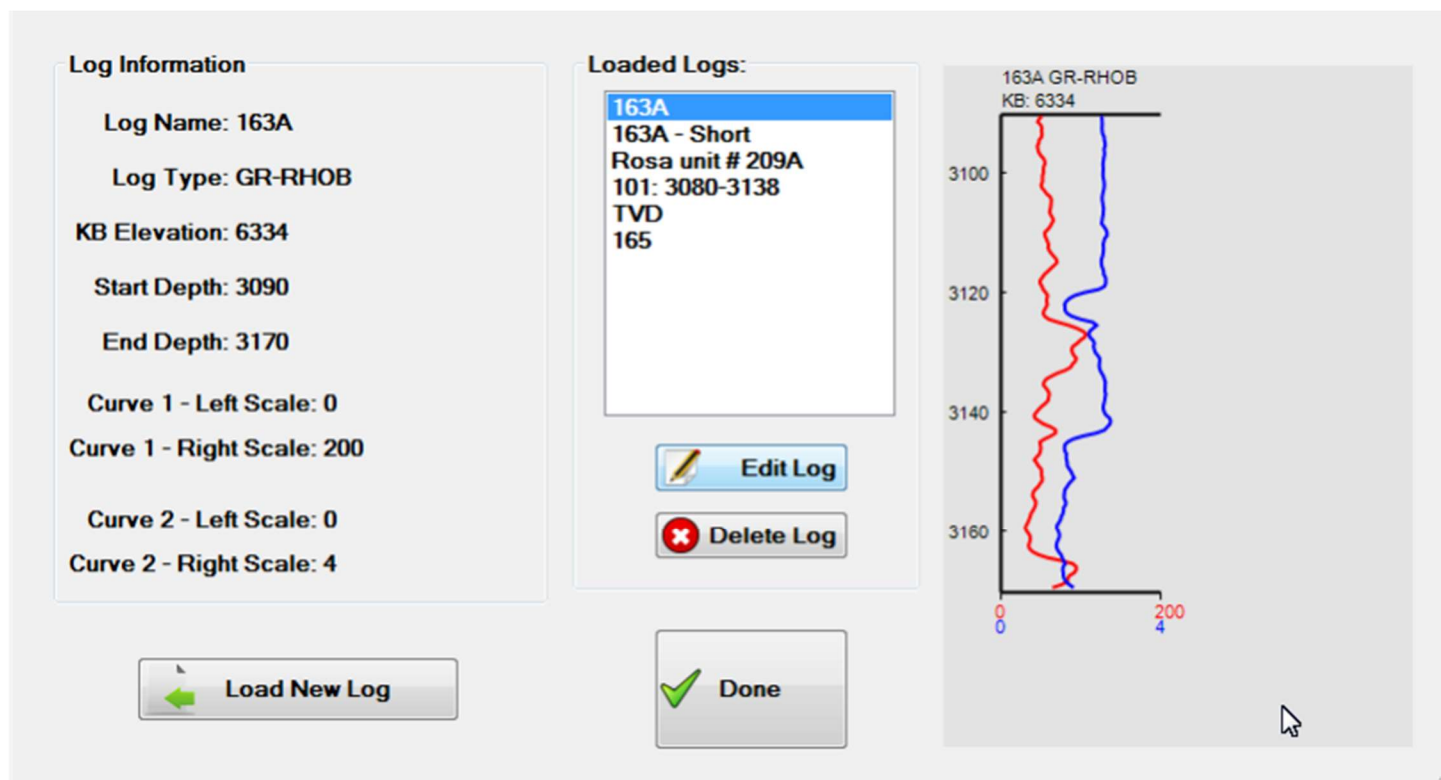 Log Information
Log Name: 163A
Log Type: GR-RHOB
KB Elevation: 6334
Start Depth: 3090
End Depth: 3170
Curve 1 - Left Scale: 0
Curve 1 - Right Scale: 200
Curve 2 - Left Scale: 0
Curve 2 - Right Scale: 4
Load New Log
Loaded Logs:
163A
163A - Short
Rosa unit # 209A
101: 3080-3138
TVD
165
Edit Log
Delete Log
Done
163A GR-RHOB
KB: 6334
3100
3120
3140
3160
0 200
0 4